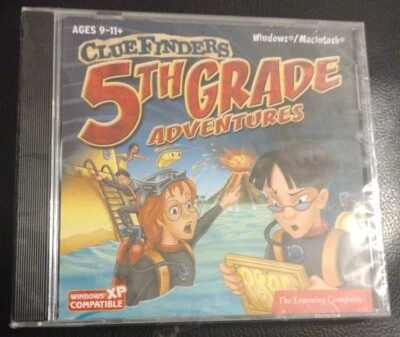 AGES 9-11+
Windows®/Macintosh®
CLUEFINDERS
5TH GRADE
ADVENTURES
WINDOWS® XP
COMPATIBLE
The Learning Company®